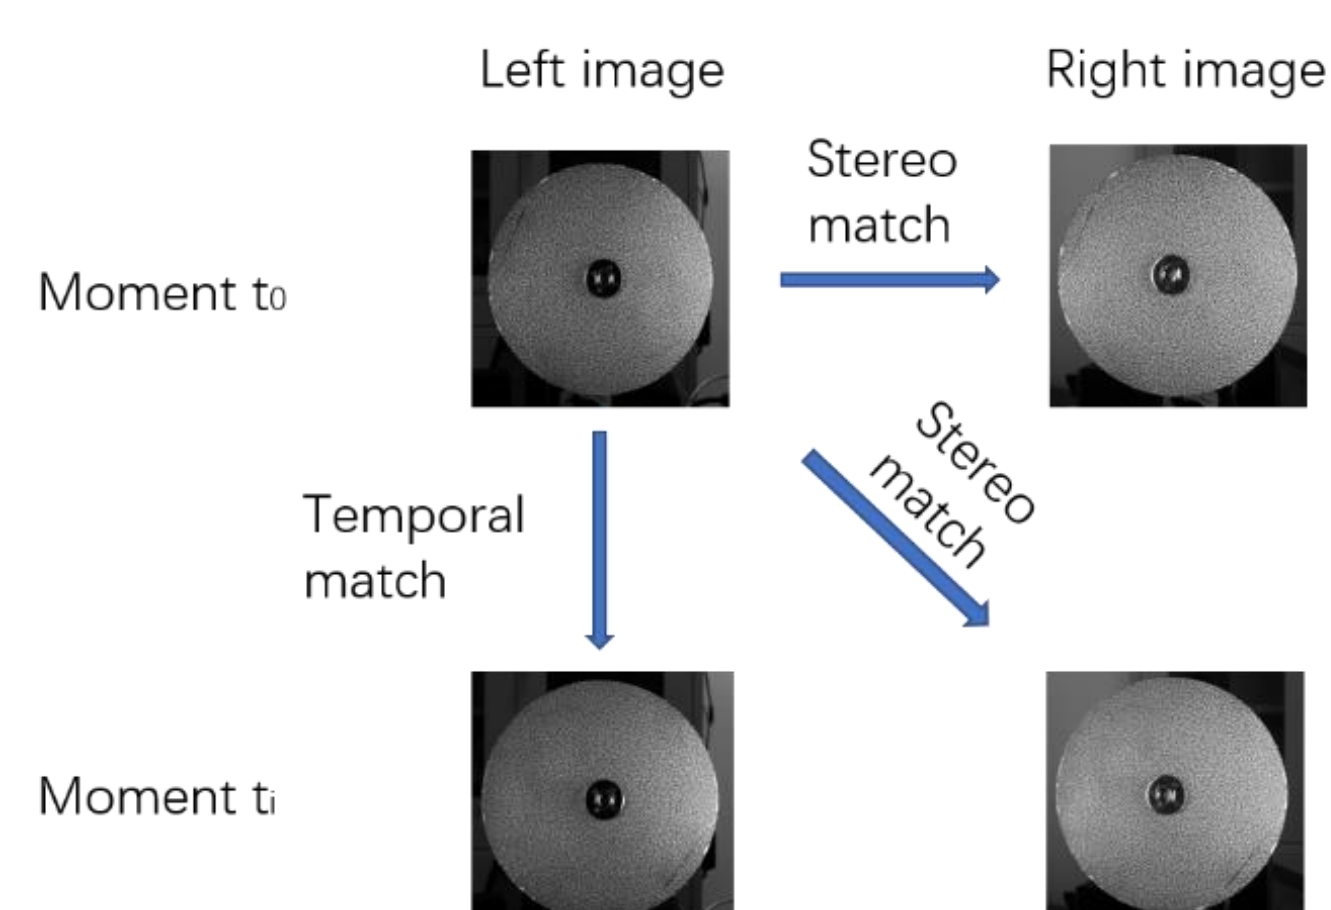 Left image
Right image
Stereo
match
Moment t0
Stereo
match
Temporal
match
Moment ti